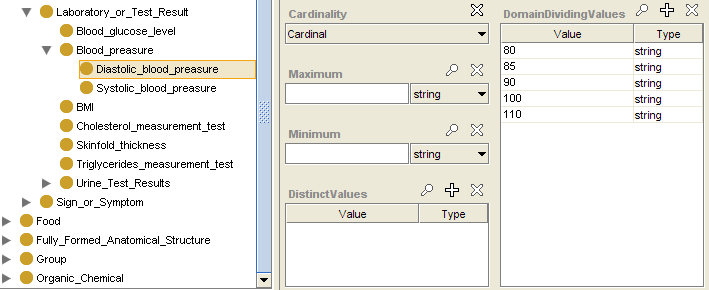 Laboratory_or_Test_Result
Blood_glucose_level
Blood_preasure
Diastolic_blood_preasure
Systolic_blood_preasure
BMI
Cholesterol_measurement_test
Skinfold_thickness
Triglycerides_measurement_test
Urine_Test_Results
Sign_or_Symptom
Food
Fully_Formed_Anatomical_Structure
Group
Organic_Chemical
Cardinality
Cardinal
Maximum
string
Minimum
string
DistinctValues
Value Type
DomainDividingValues
Value Type
80 string
85 string
90 string
100 string
110 string